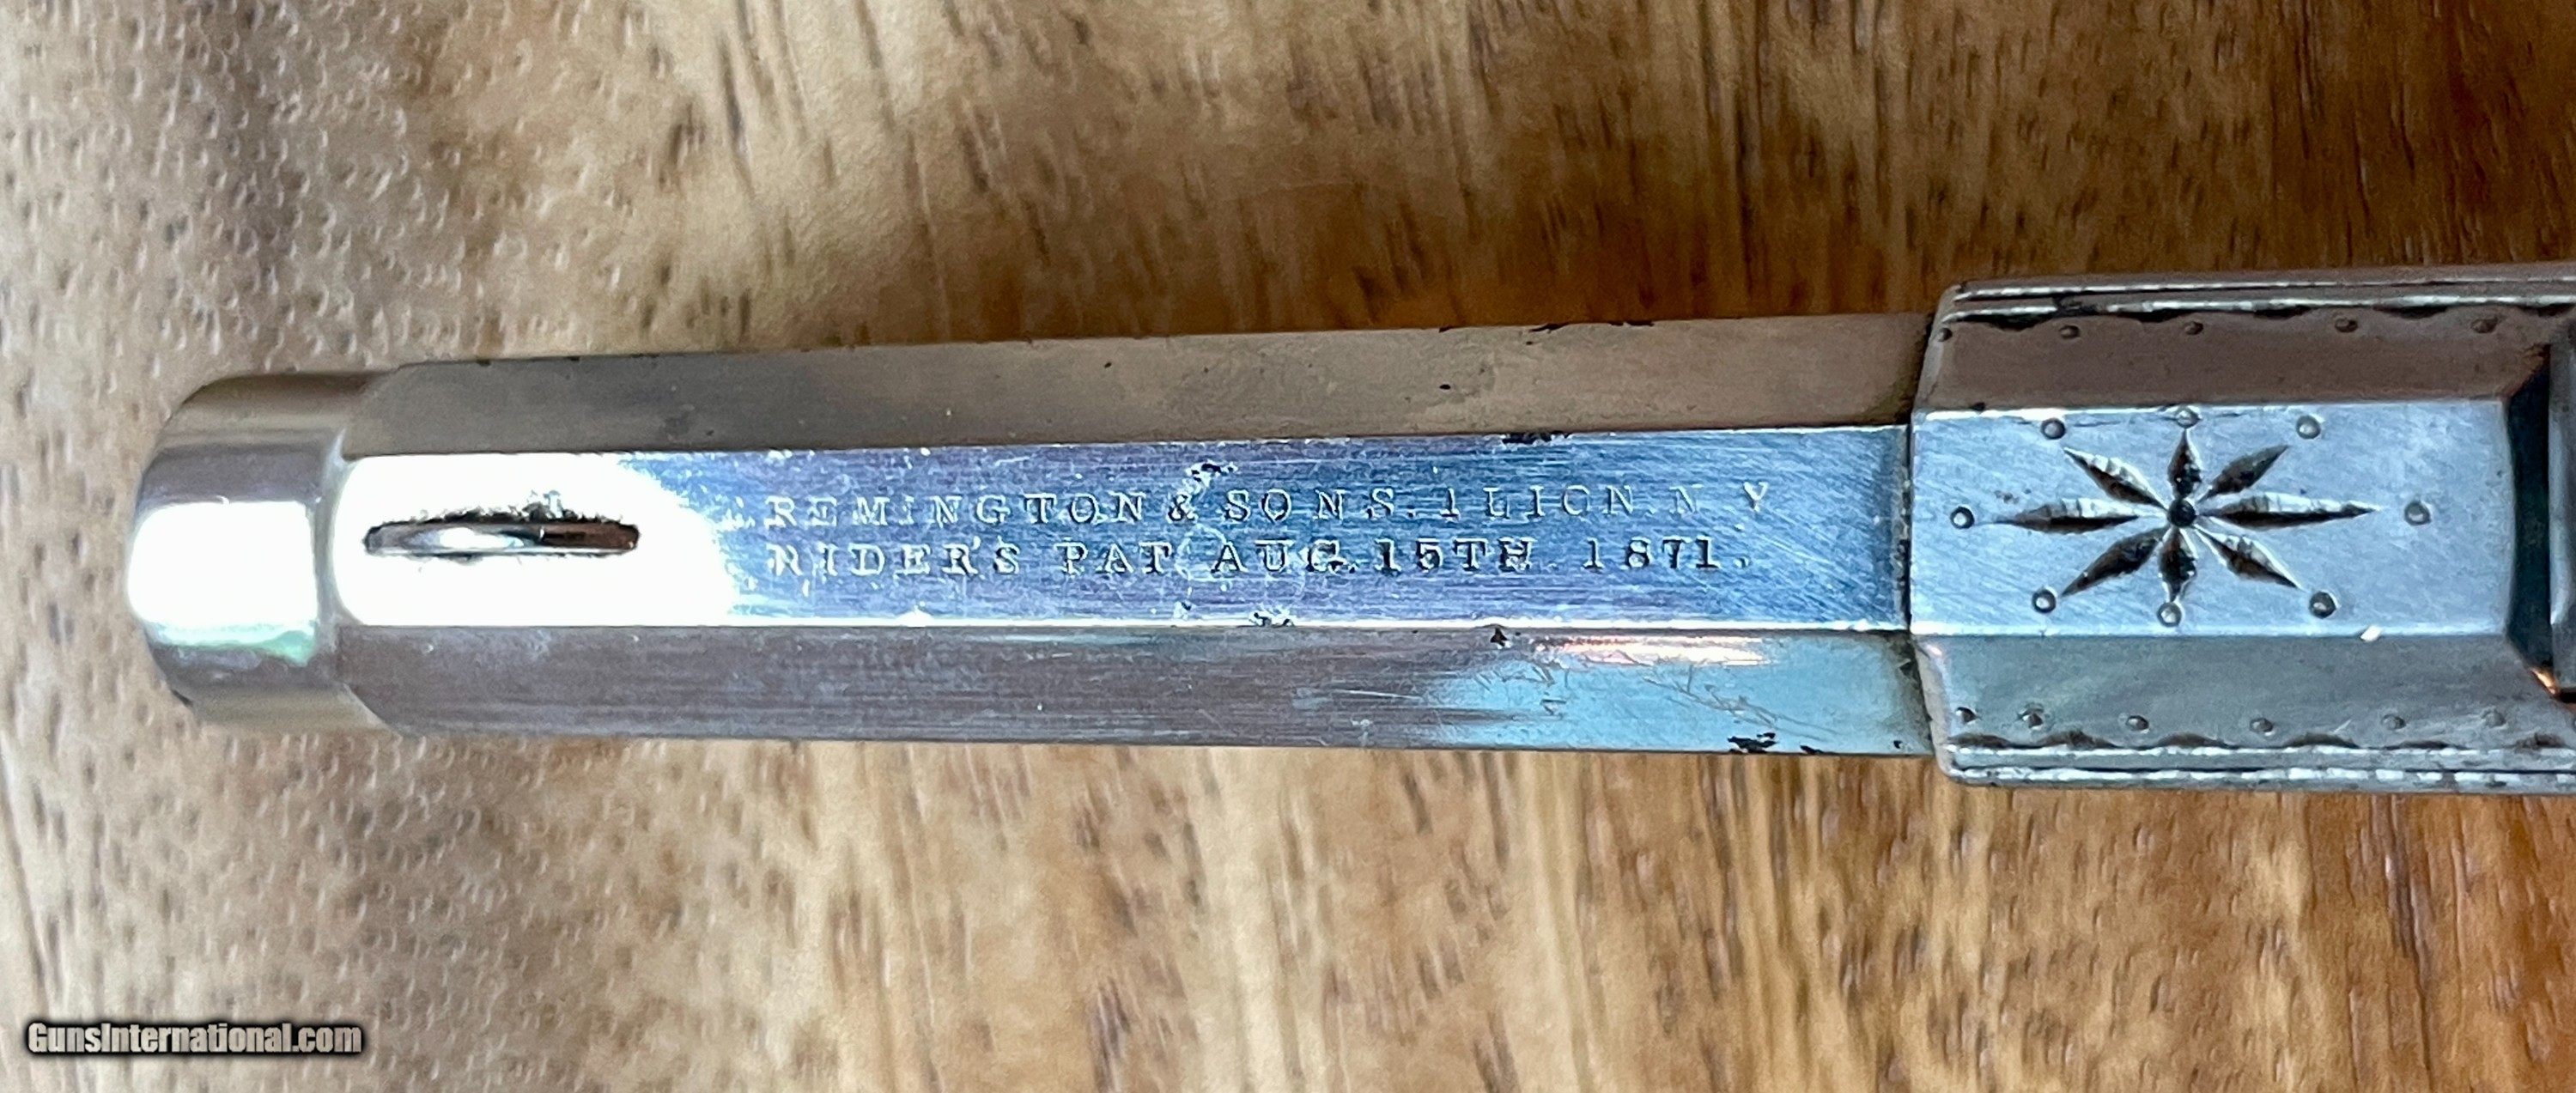 REMINGTON & SONS. ILION. N Y
RIDER'S PAT AUG. 15TH 1871.
GunsInternational.com